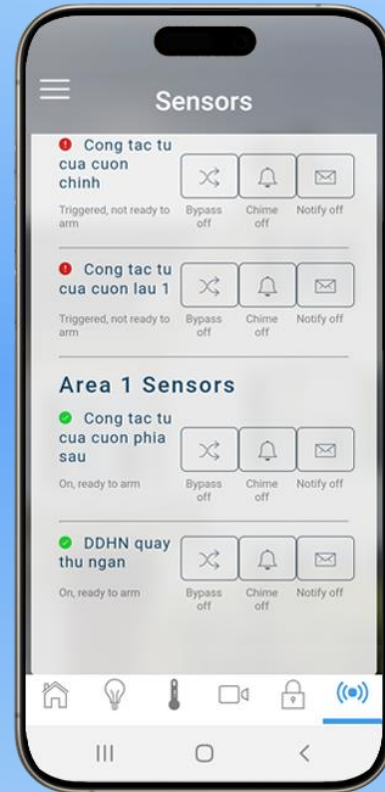 Sensors
Cong tac tu
cua cuon
chinh
Triggered, not ready to
arm
Bypass
off
Chime
off
Notify off
Cong tac tu
cua cuon lau 1
Triggered, not ready to
arm
Bypass
off
Chime
off
Notify off
Area 1 Sensors
Cong tac tu
cua cuon phia
sau
On, ready to arm
Bypass
off
Chime
off
Notify off
DDHN quay
thu ngan
On, ready to arm
Bypass
off
Chime
off
Notify off